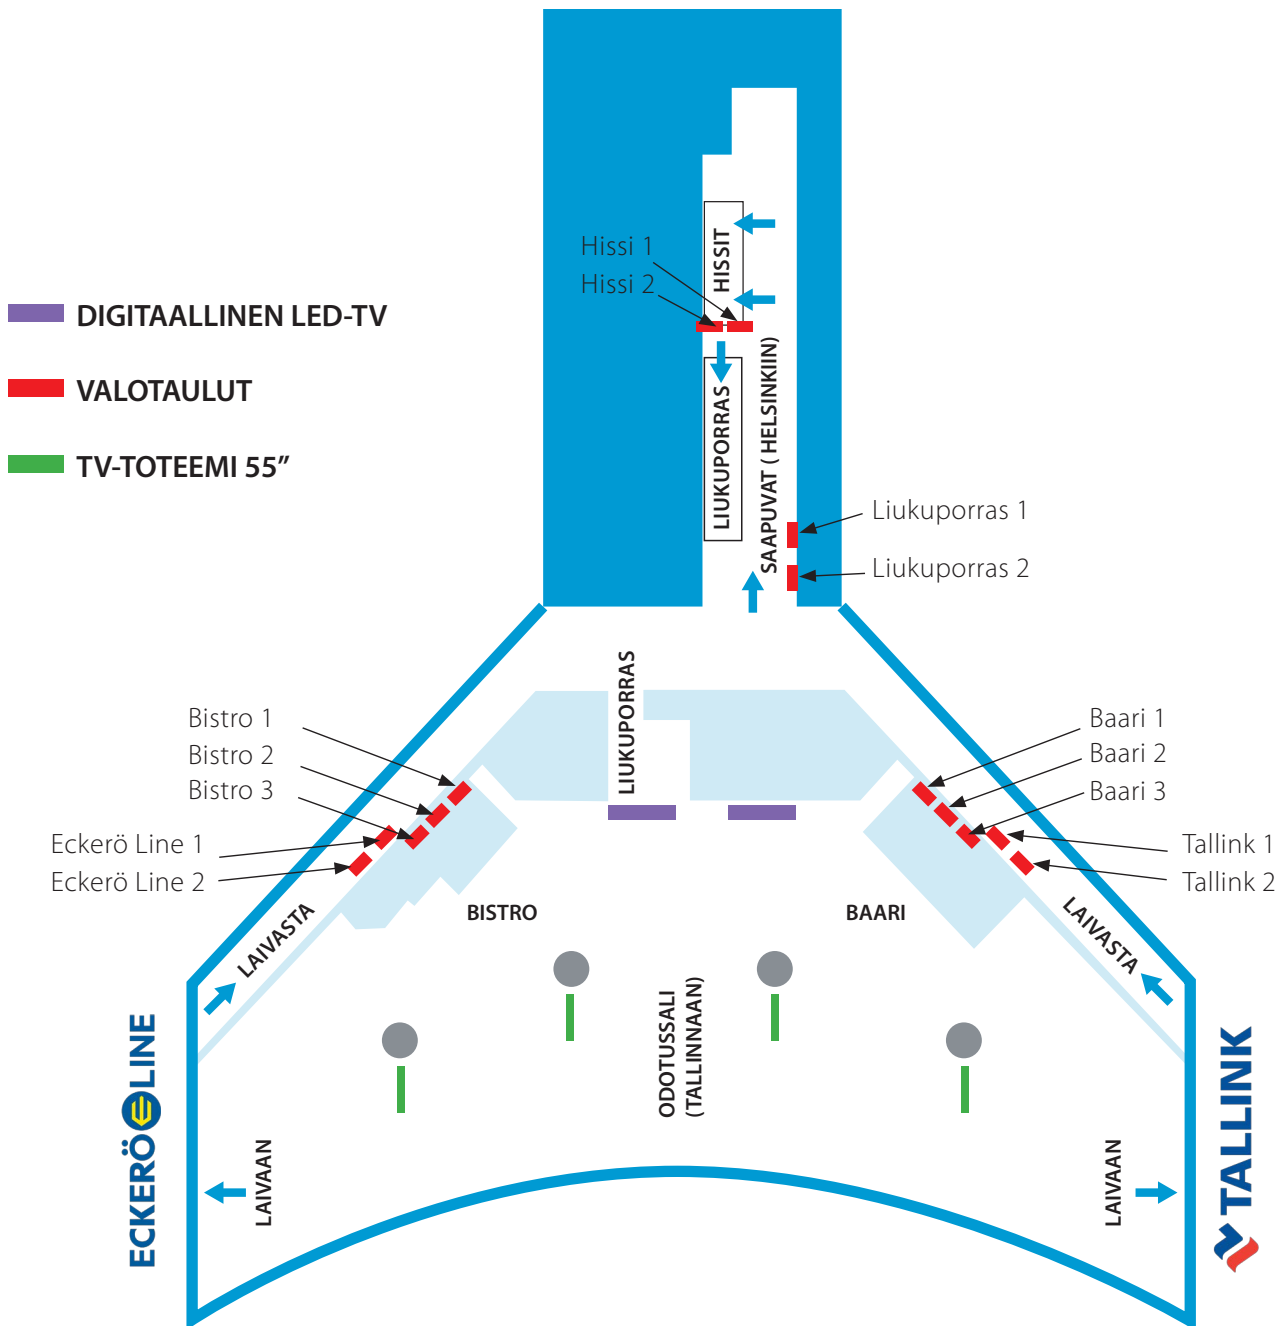 Hissi 1
Hissi 2
HISSIT
DIGITAALLINEN LED-TV
VALOTAULUT
TV-TOTEEMI 55”
LIUKUPORRAS
SAAPUVAT ( HELSINKIIN)
Liukuporras 1
Liukuporras 2
LIUKUPORRAS
Bistro 1
Bistro 2
Bistro 3
Eckerö Line 1
Eckerö Line 2
Baari 1
Baari 2
Baari 3
Tallink 1
Tallink 2
LAIVASTA
BISTRO
BAARI
LAIVASTA
ODOTUSSALI
(TALLINNAAN)
ECKERÖ LINE
TALLINK
LAIVAAN
LAIVAAN